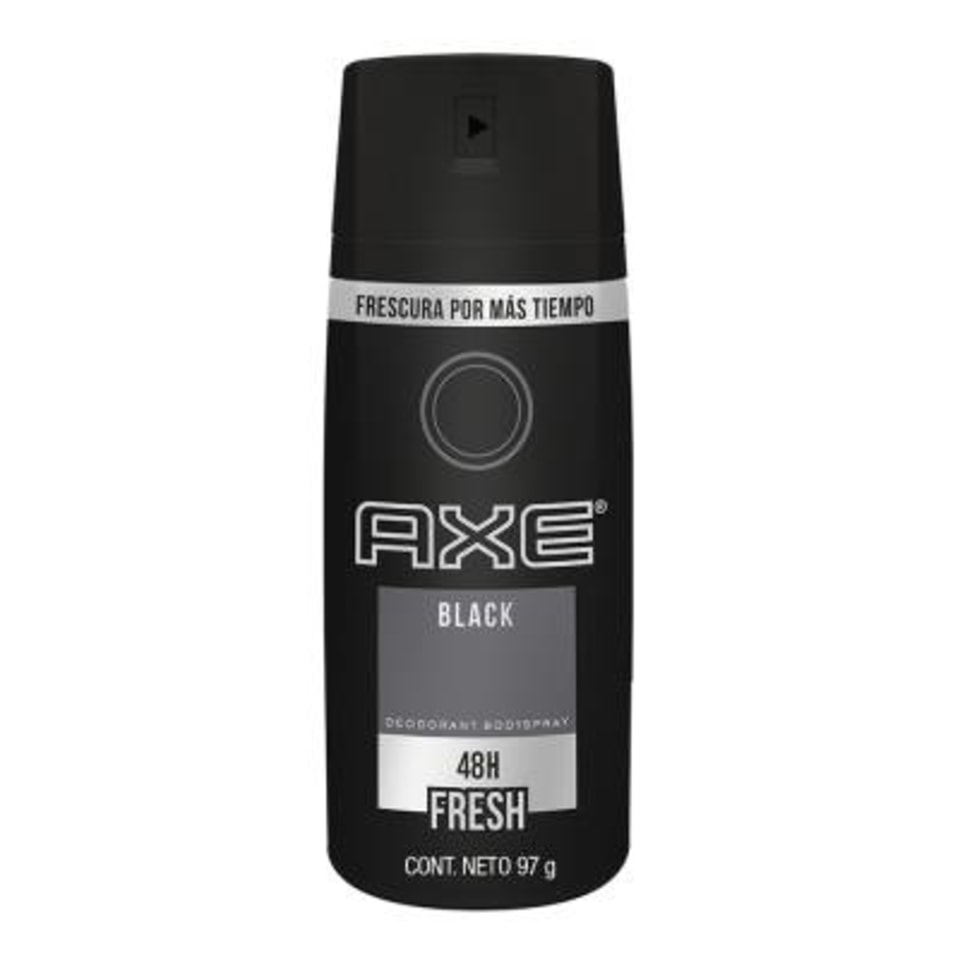 FRESCURA POR MÁS TIEMPO
AXE®
BLACK
DEODORANT BODYSPRAY
48H
FRESH
CONT. NETO 97 g